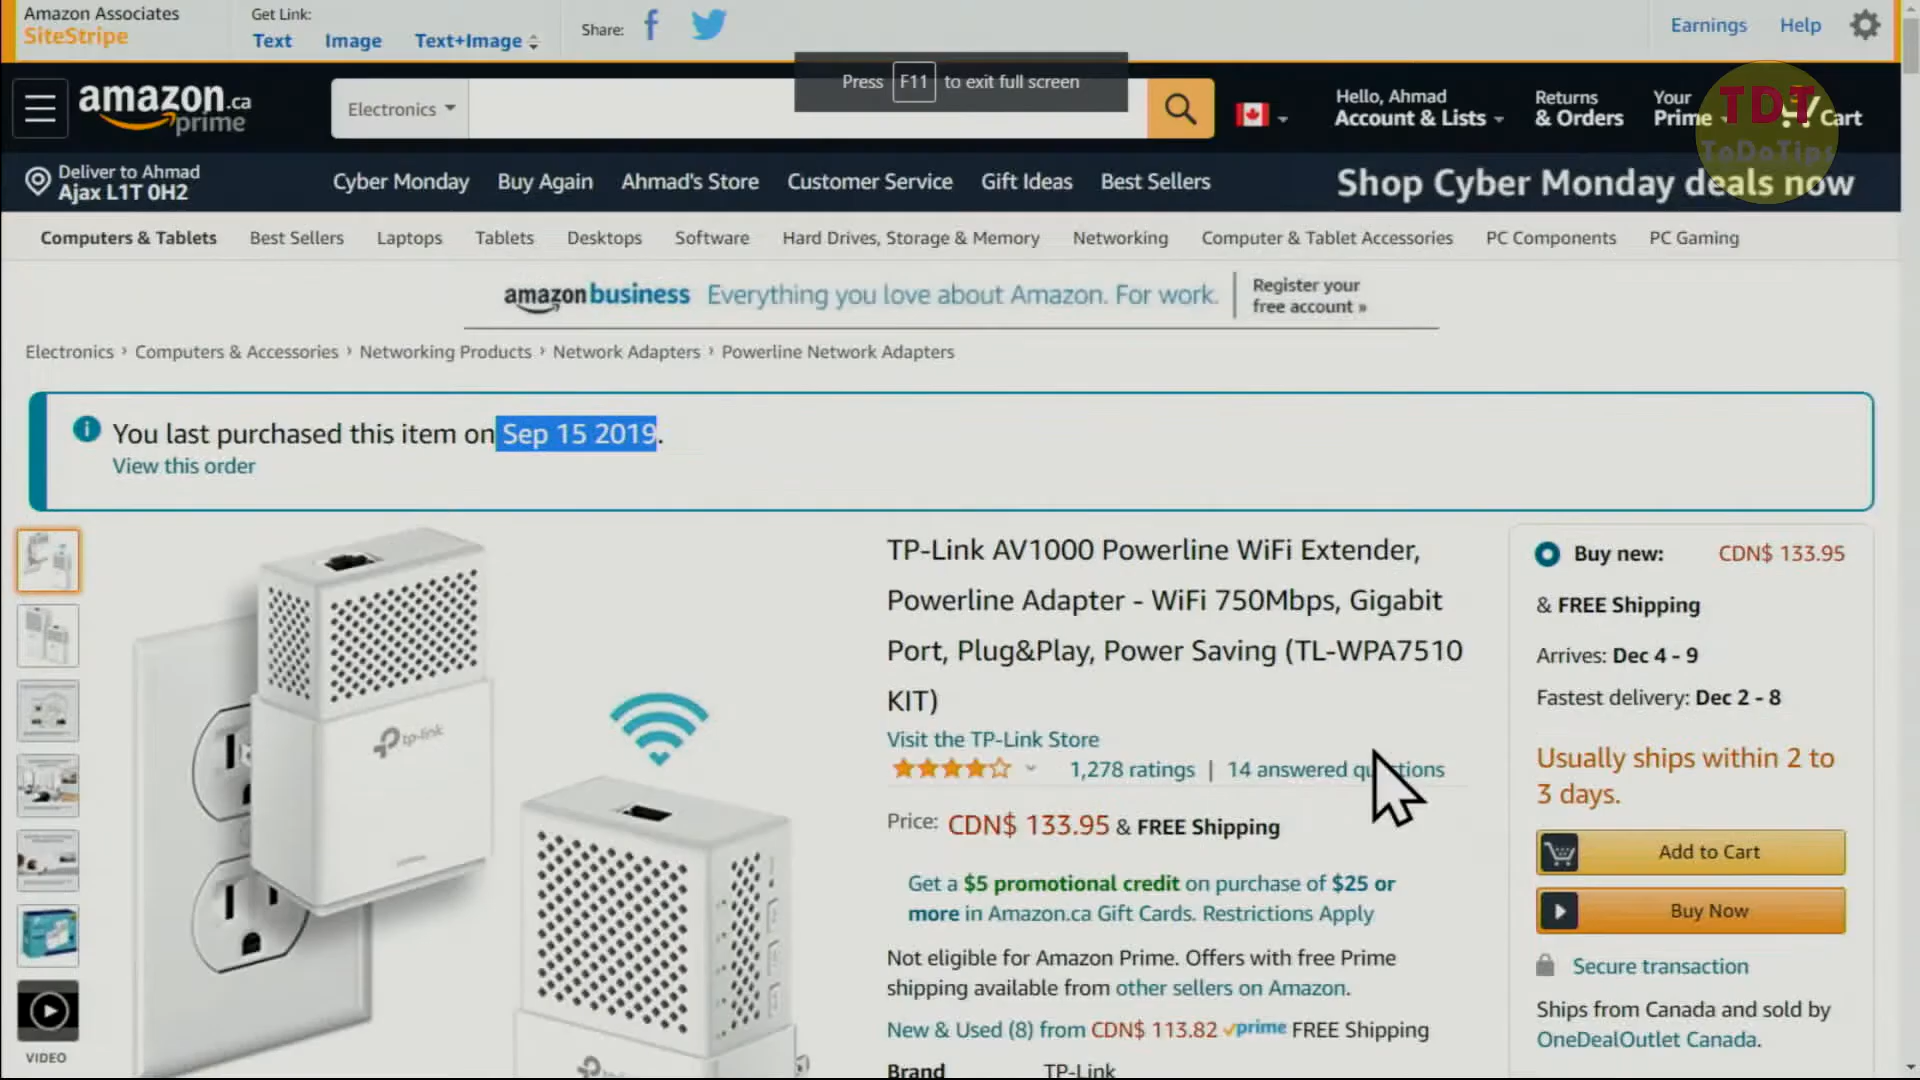 Amazon Associates
SiteStripe
Get Link:
Text Image Text+Image
Share:
Earnings Help
Press F11 to exit full screen
amazon.ca
prime
Electronics
Hello, Ahmad
Account & Lists
Returns
& Orders
Your
Prime
Cart
TDT
ToDoTips
Deliver to Ahmad
Ajax L1T 0H2
Cyber Monday Buy Again Ahmad's Store Customer Service Gift Ideas Best Sellers
Shop Cyber Monday deals now
Computers & Tablets Best Sellers Laptops Tablets Desktops Software Hard Drives, Storage & Memory Networking Computer & Tablet Accessories PC Components PC Gaming
amazon business Everything you love about Amazon. For work.
Register your
free account »
Electronics › Computers & Accessories › Networking Products › Network Adapters › Powerline Network Adapters
You last purchased this item on Sep 15 2019.
View this order
tp-link
VIDEO
TP-Link AV1000 Powerline WiFi Extender,
Powerline Adapter - WiFi 750Mbps, Gigabit
Port, Plug&Play, Power Saving (TL-WPA7510
KIT)
Visit the TP-Link Store
1,278 ratings | 14 answered questions
Price: CDN$ 133.95 & FREE Shipping
Get a $5 promotional credit on purchase of $25 or
more in Amazon.ca Gift Cards. Restrictions Apply
Not eligible for Amazon Prime. Offers with free Prime
shipping available from other sellers on Amazon.
New & Used (8) from CDN$ 113.82 prime FREE Shipping
Brand TP-Link
Buy new: CDN$ 133.95
& FREE Shipping
Arrives: Dec 4 - 9
Fastest delivery: Dec 2 - 8
Usually ships within 2 to
3 days.
Add to Cart
Buy Now
Secure transaction
Ships from Canada and sold by
OneDealOutlet Canada.